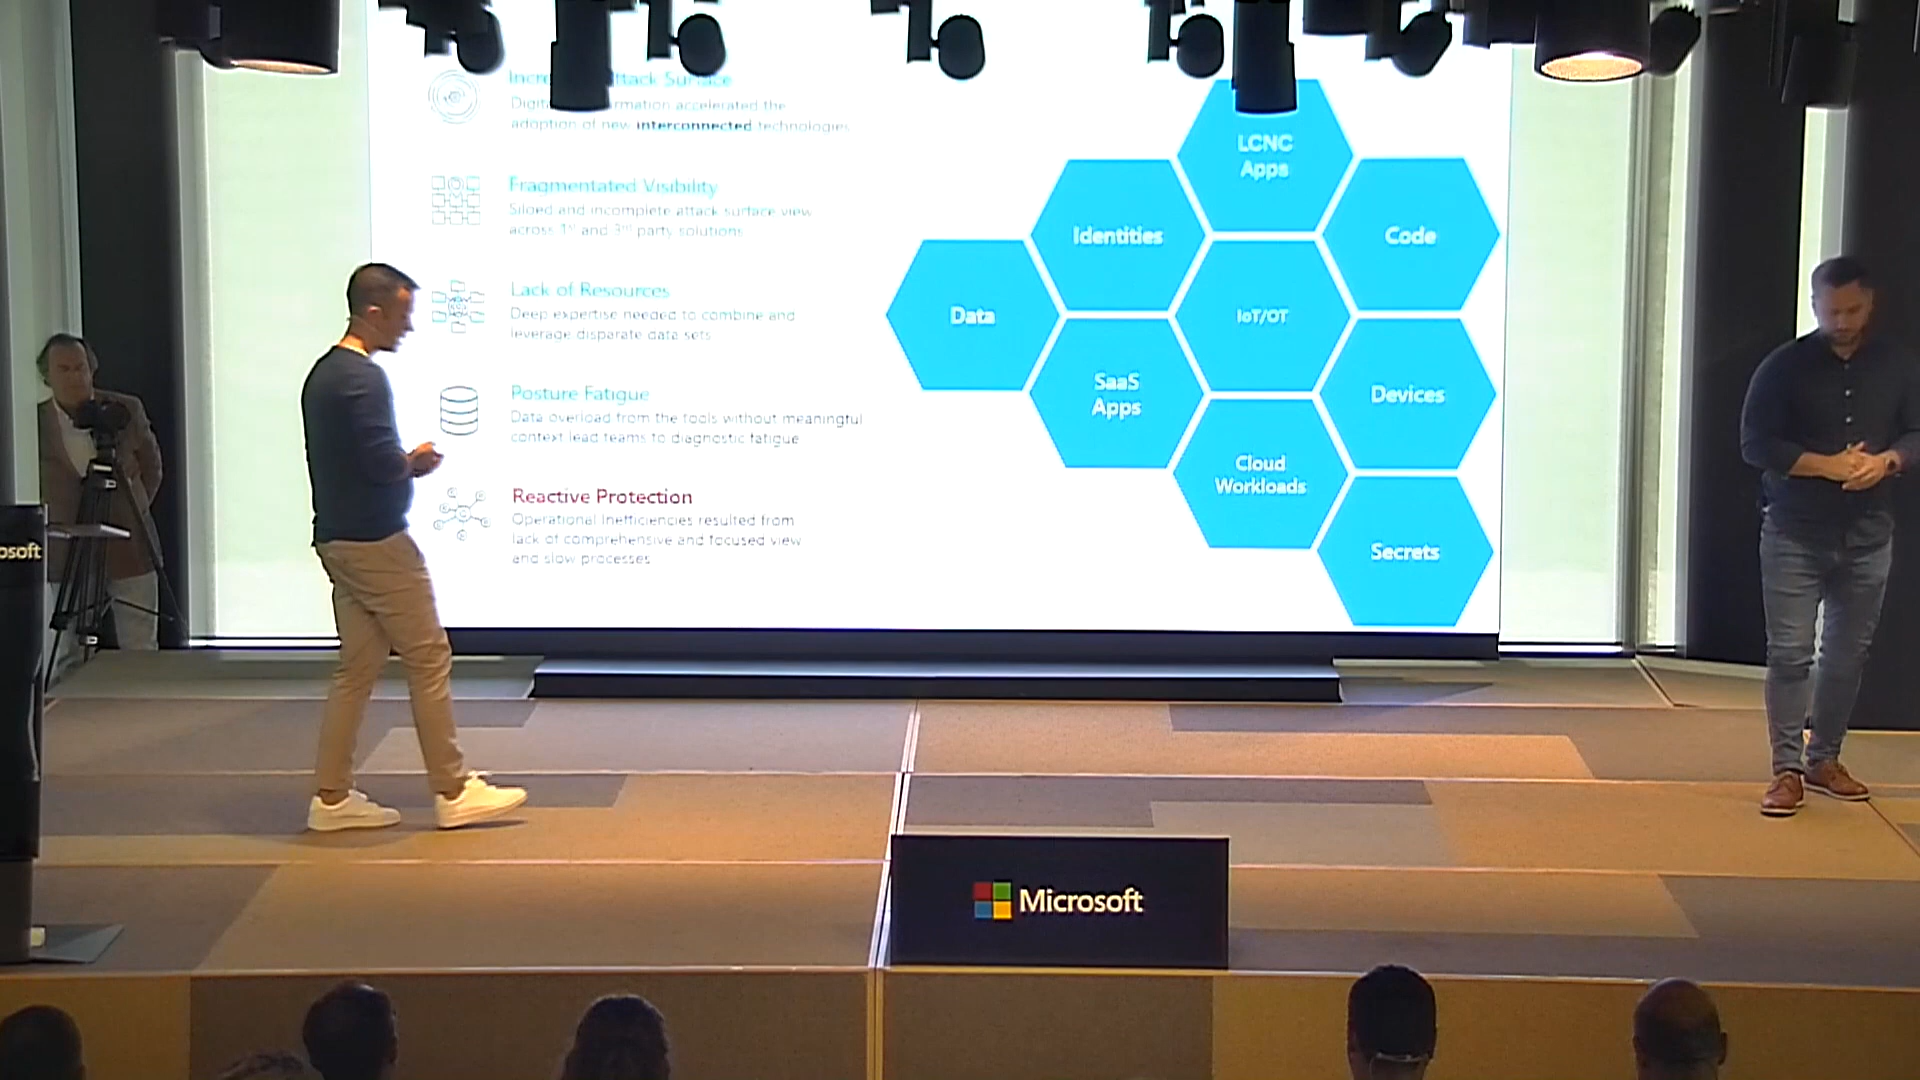 Attack Surface
accelerated the
adoption of new interconnected technologies
Fragmentated Visibility
Siloed and incomplete attack surface view
across 1st and 3rd party solutions
Lack of Resources
Deep expertise needed to combine and
leverage disparate data sets
Posture Fatigue
Data overload from the tools without meaningful
context lead teams to diagnostic fatigue
Reactive Protection
Operational Inefficiencies resulted from
lack of comprehensive and focused view
and slow processes
LCNC
Apps
Identities
Code
Data
IoT/OT
SaaS
Apps
Devices
Cloud
Workloads
Secrets
osoft
Microsoft